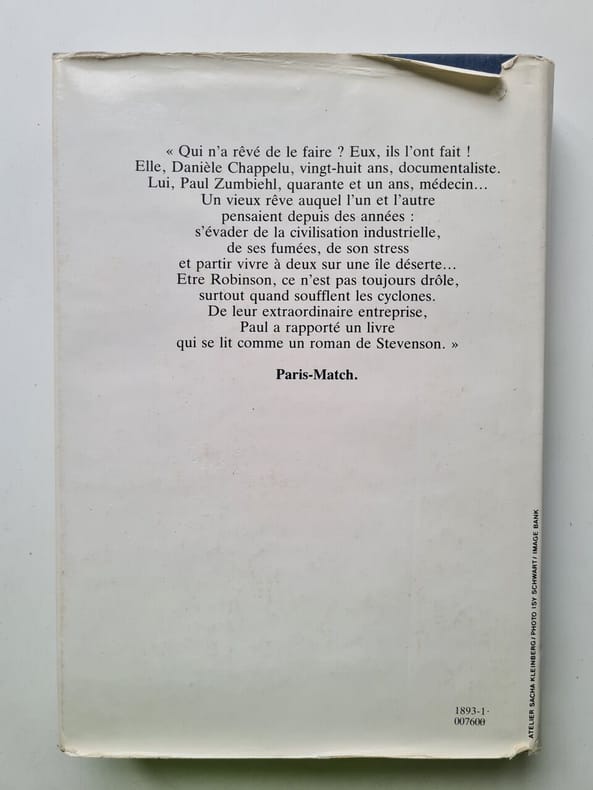 « Qui n'a rêvé de le faire ? Eux, ils l'ont fait !
Elle, Danièle Chappelu, vingt-huit ans, documentaliste.
Lui, Paul Zumbiehl, quarante et un ans, médecin...
Un vieux rêve auquel l'un et l'autre
pensaient depuis des années :
s'évader de la civilisation industrielle,
de ses fumées, de son stress
et partir vivre à deux sur une île déserte...
Etre Robinson, ce n'est pas toujours drôle,
surtout quand soufflent les cyclones.
De leur extraordinaire entreprise,
Paul a rapporté un livre
qui se lit comme un roman de Stevenson. »
Paris-Match.
ATELIER SACHA KLEINBERG / PHOTO ISY SCHWART / IMAGE BANK
1893-1·
007600